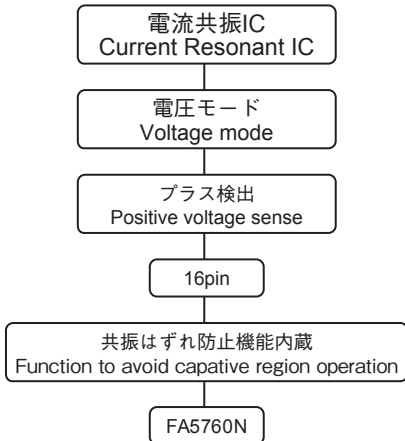 電流共振IC
Current Resonant IC
電圧モード
Voltage mode
プラス検出
Positive voltage sense
16pin
共振はずれ防止機能内蔵
Function to avoid capative region operation
FA5760N